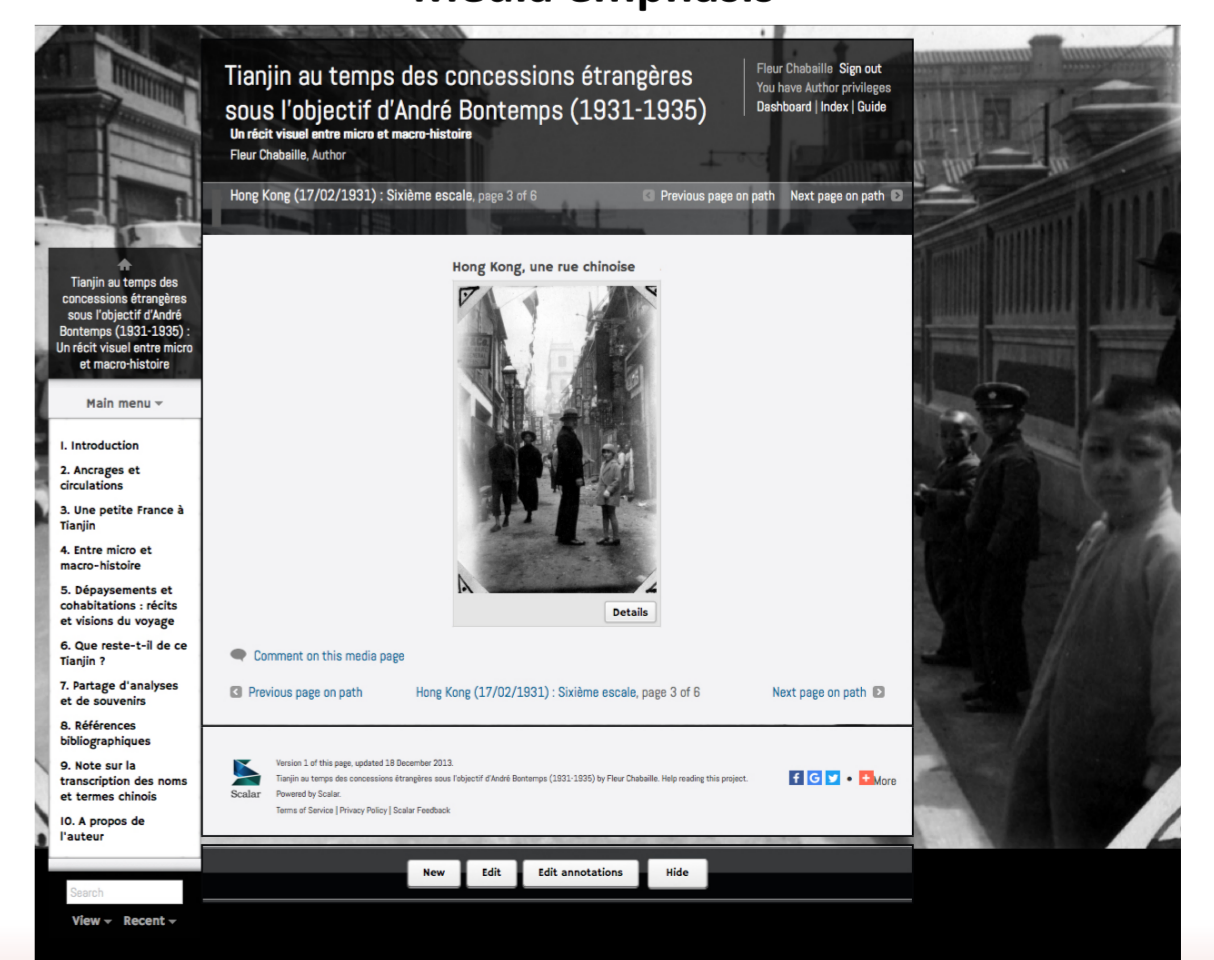 Media emphasis
Tianjin au temps des concessions étrangères
sous l'objectif d'André Bontemps (1931-1935)
Un récit visuel entre micro et macro-histoire
Fleur Chabaille, Author
Fleur Chabaille Sign out
You have Author privileges
Dashboard | Index | Guide
Hong Kong (17/02/1931) : Sixième escale, page 3 of 6
Previous page on path Next page on path
Tianjin au temps des
concessions étrangères
sous l'objectif d'André
Bontemps (1931-1935) :
Un récit visuel entre micro
et macro-histoire
Main menu
1. Introduction
2. Ancrages et
circulations
3. Une petite France à
Tianjin
4. Entre micro et
macro-histoire
5. Dépaysements et
cohabitations : récits
et visions du voyage
6. Que reste-t-il de ce
Tianjin ?
7. Partage d'analyses
et de souvenirs
8. Références
bibliographiques
9. Note sur la
transcription des noms
et termes chinois
10. A propos de
l'auteur
Search
View Recent
Hong Kong, une rue chinoise
Details
Comment on this media page
Previous page on path Hong Kong (17/02/1931) : Sixième escale, page 3 of 6 Next page on path
Scalar
Version 1 of this page, updated 18 December 2013.
Tianjin au temps des concessions étrangères sous l'objectif d'André Bontemps (1931-1935) by Fleur Chabaille. Help reading this project.
Powered by Scalar.
Terms of Service | Privacy Policy | Scalar Feedback
f G • + More
New Edit Edit annotations Hide